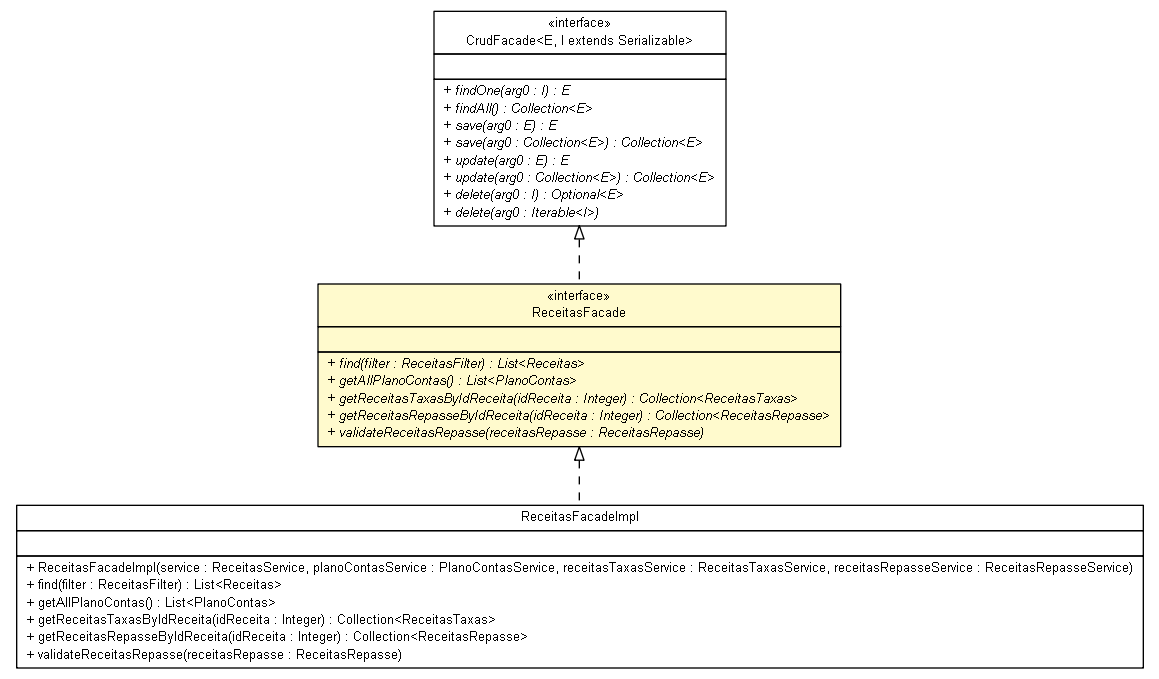 «interface»
CrudFacade<E, I extends Serializable>
+ findOne(arg0 : I) : E
+ findAll() : Collection<E>
+ save(arg0 : E) : E
+ save(arg0 : Collection<E>) : Collection<E>
+ update(arg0 : E) : E
+ update(arg0 : Collection<E>) : Collection<E>
+ delete(arg0 : I) : Optional<E>
+ delete(arg0 : Iterable<I>)
«interface»
ReceitasFacade
+ find(filter : ReceitasFilter) : List<Receitas>
+ getAllPlanoContas() : List<PlanoContas>
+ getReceitasTaxasByIdReceita(idReceita : Integer) : Collection<ReceitasTaxas>
+ getReceitasRepasseByIdReceita(idReceita : Integer) : Collection<ReceitasRepasse>
+ validateReceitasRepasse(receitasRepasse : ReceitasRepasse)
ReceitasFacadeImpl
+ ReceitasFacadeImpl(service : ReceitasService, planoContasService : PlanoContasService, receitasTaxasService : ReceitasTaxasService, receitasRepasseService : ReceitasRepasseService)
+ find(filter : ReceitasFilter) : List<Receitas>
+ getAllPlanoContas() : List<PlanoContas>
+ getReceitasTaxasByIdReceita(idReceita : Integer) : Collection<ReceitasTaxas>
+ getReceitasRepasseByIdReceita(idReceita : Integer) : Collection<ReceitasRepasse>
+ validateReceitasRepasse(receitasRepasse : ReceitasRepasse)